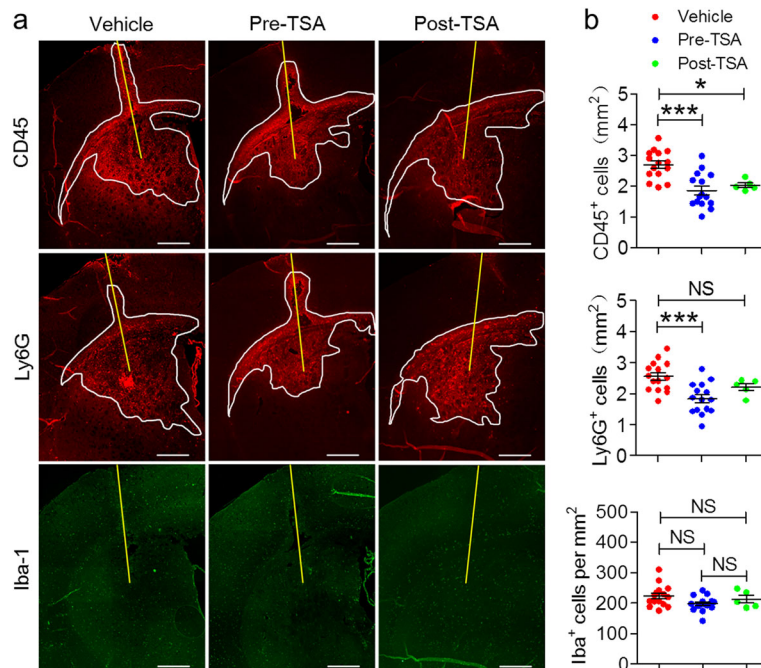 a
Vehicle
Pre-TSA
Post-TSA
CD45
Ly6G
Iba-1
b
Vehicle
Pre-TSA
Post-TSA
CD45⁺ cells (mm²)
5
4
3
2
1
0
*
***
Ly6G⁺ cells (mm²)
5
4
3
2
1
0
NS
***
Iba⁺ cells per mm²
500
400
300
200
100
0
NS
NS
NS